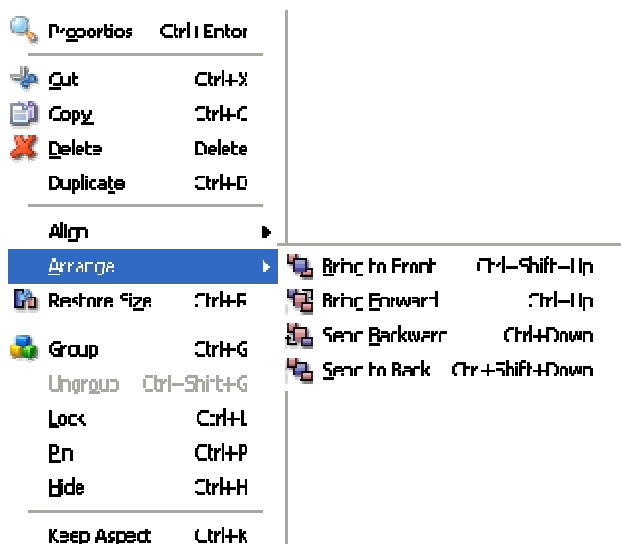 Properties Ctrl+Enter
Cut Ctrl+X
Copy Ctrl+C
Delete Delete
Duplicate Ctrl+D
Align
Arrange
Restore Size Ctrl+R
Group Ctrl+G
Ungroup Ctrl+Shift+G
Lock Ctrl+L
Pin Ctrl+P
Hide Ctrl+H
Keep Aspect Ctrl+K
Bring to Front Ctrl+Shift+Up
Bring Forward Ctrl+Up
Send Backward Ctrl+Down
Send to Back Ctrl+Shift+Down